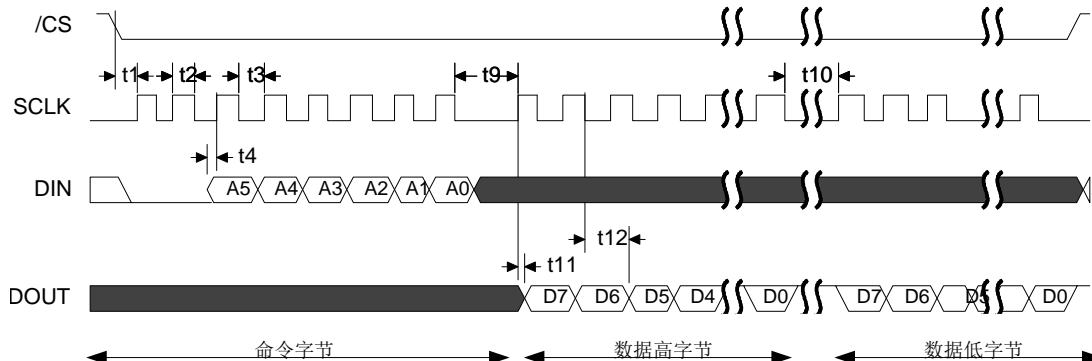 /CS
t1 t2 t3 t9 t10
SCLK
t4
DIN A5 A4 A3 A2 A1 A0
t12
t11
DOUT D7 D6 D5 D4 D0 D7 D6 D5 D0
命令字节 数据高字节 数据低字节